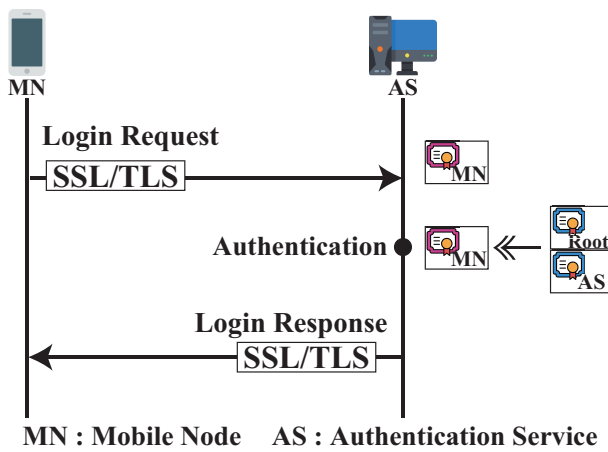 MN
AS
Login Request
SSL/TLS
MN
Authentication
MN
Root
AS
Login Response
SSL/TLS
MN : Mobile Node AS : Authentication Service